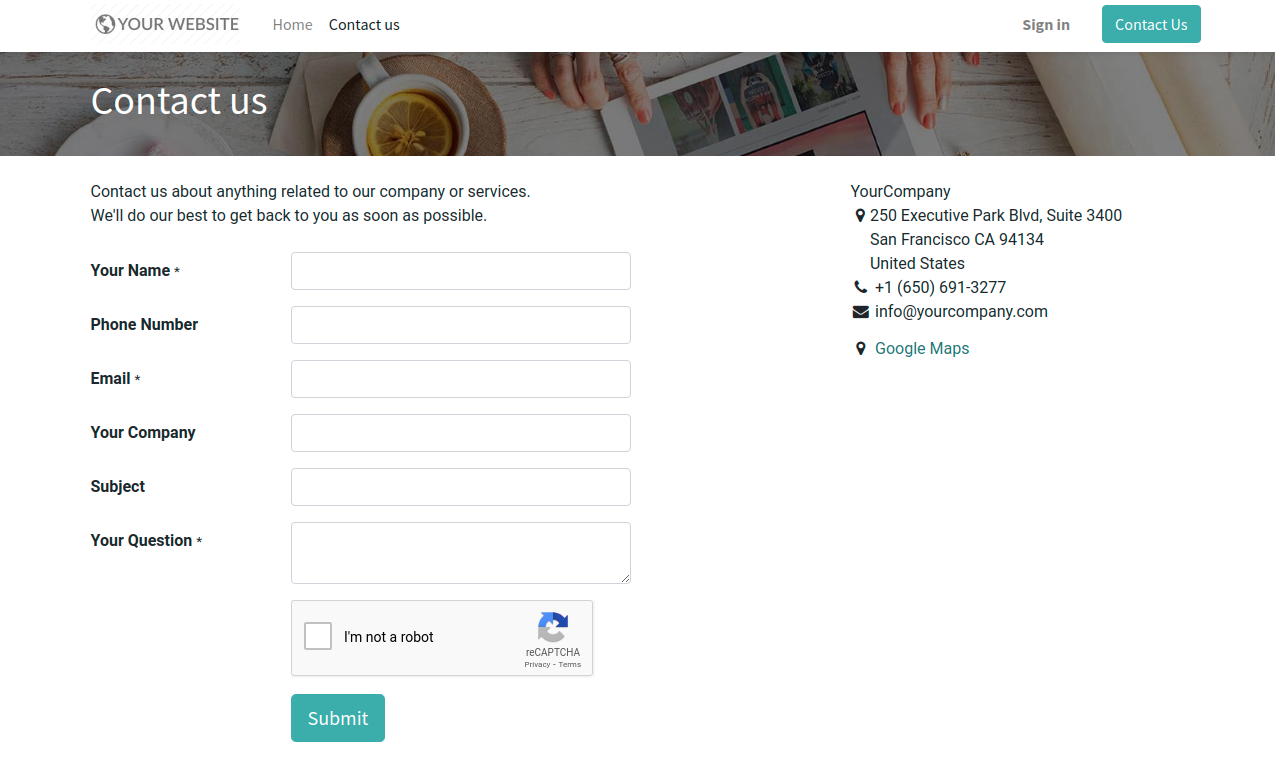 YOUR WEBSITE
Home
Contact us
Sign in
Contact Us
Contact us
Contact us about anything related to our company or services.
We'll do our best to get back to you as soon as possible.
Your Name *
Phone Number
Email *
Your Company
Subject
Your Question *
I'm not a robot
reCAPTCHA
Privacy - Terms
Submit
YourCompany
250 Executive Park Blvd, Suite 3400
San Francisco CA 94134
United States
+1 (650) 691-3277
info@yourcompany.com
Google Maps